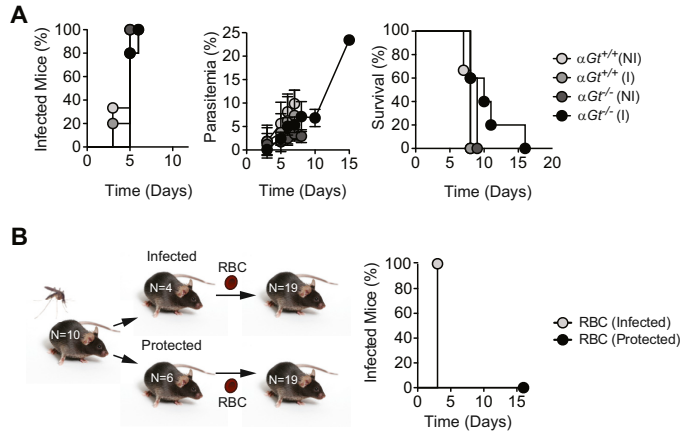 A
Infected Mice (%)
100
80
60
40
20
0
0 5 10
Time (Days)
Parasitemia (%)
25
20
15
10
5
0
0 5 10 15
Time (Days)
Survival (%)
100
80
60
40
20
0
0 5 10 15 20
Time (Days)
αGt+/+(NI)
αGt+/+ (I)
αGt-/- (NI)
αGt-/- (I)
B
N=10
Infected
N=4
RBC
N=19
Protected
N=6
RBC
N=19
Infected Mice (%)
100
80
60
40
20
0
0 5 10 15
Time (Days)
RBC (Infected)
RBC (Protected)